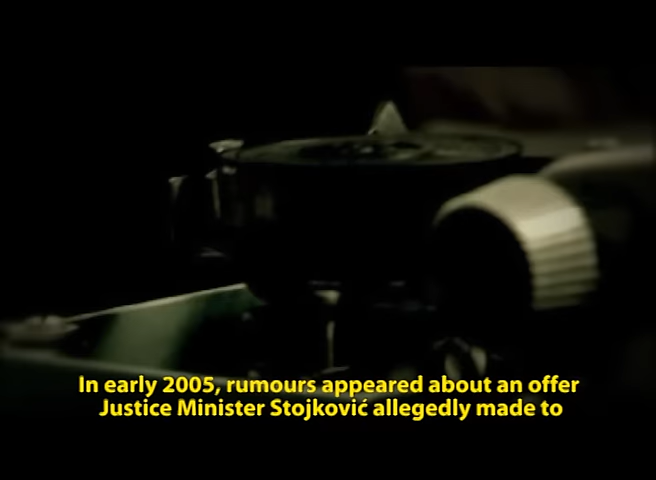 In early 2005, rumours appeared about an offer
Justice Minister Stojković allegedly made to